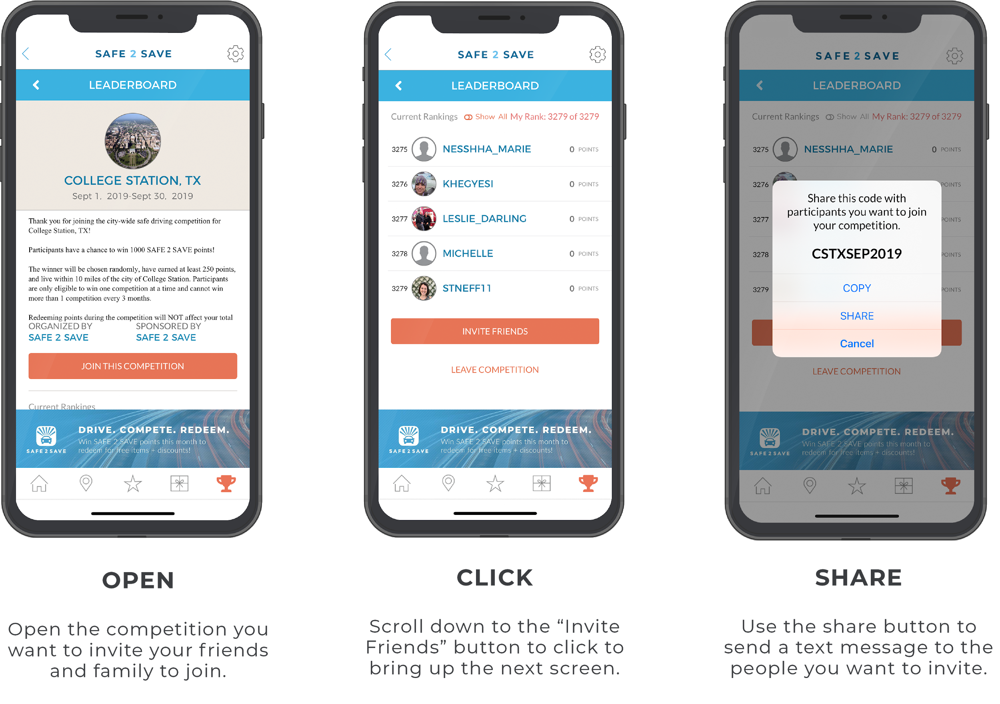 SAFE 2 SAVE
LEADERBOARD
COLLEGE STATION, TX
Sept 1, 2019-Sept 30, 2019
Thank you for joining the city-wide safe driving competition for
College Station, TX!
Participants have a chance to win 1000 SAFE 2 SAVE points!
The winner will be chosen randomly, have earned at least 250 points,
and live within 10 miles of the city of College Station. Participants
are only eligible to win one competition at a time and cannot win
more than 1 competition every 3 months.
Redeeming points during the competition will NOT affect your total
ORGANIZED BY SPONSORED BY
SAFE 2 SAVE SAFE 2 SAVE
JOIN THIS COMPETITION
Current Rankings
DRIVE. COMPETE. REDEEM.
Win SAFE 2 SAVE points this month to
redeem for free items + discounts!
SAFE 2 SAVE
OPEN
Open the competition you
want to invite your friends
and family to join.
SAFE 2 SAVE
LEADERBOARD
Current Rankings Show All My Rank: 3279 of 3279
3275 NESSHHA_MARIE 0 POINTS
3276 KHEGYESI 0 POINTS
3277 LESLIE_DARLING 0 POINTS
3278 MICHELLE 0 POINTS
3279 STNEFF11 0 POINTS
INVITE FRIENDS
LEAVE COMPETITION
DRIVE. COMPETE. REDEEM.
Win SAFE 2 SAVE points this month to
redeem for free items + discounts!
SAFE 2 SAVE
CLICK
Scroll down to the “Invite
Friends” button to click to
bring up the next screen.
SAFE 2 SAVE
LEADERBOARD
Current Rankings Show All My Rank: 3279 of 3279
3275 NESSHHA_MARIE 0 POINTS
3276 POINTS
3277 POINTS
3278 POINTS
3279 POINTS
Share this code with
participants you want to join
your competition.
CSTXSEP2019
COPY
SHARE
Cancel
LEAVE COMPETITION
DRIVE. COMPETE. REDEEM.
Win SAFE 2 SAVE points this month to
redeem for free items + discounts!
SAFE 2 SAVE
SHARE
Use the share button to
send a text message to the
people you want to invite.